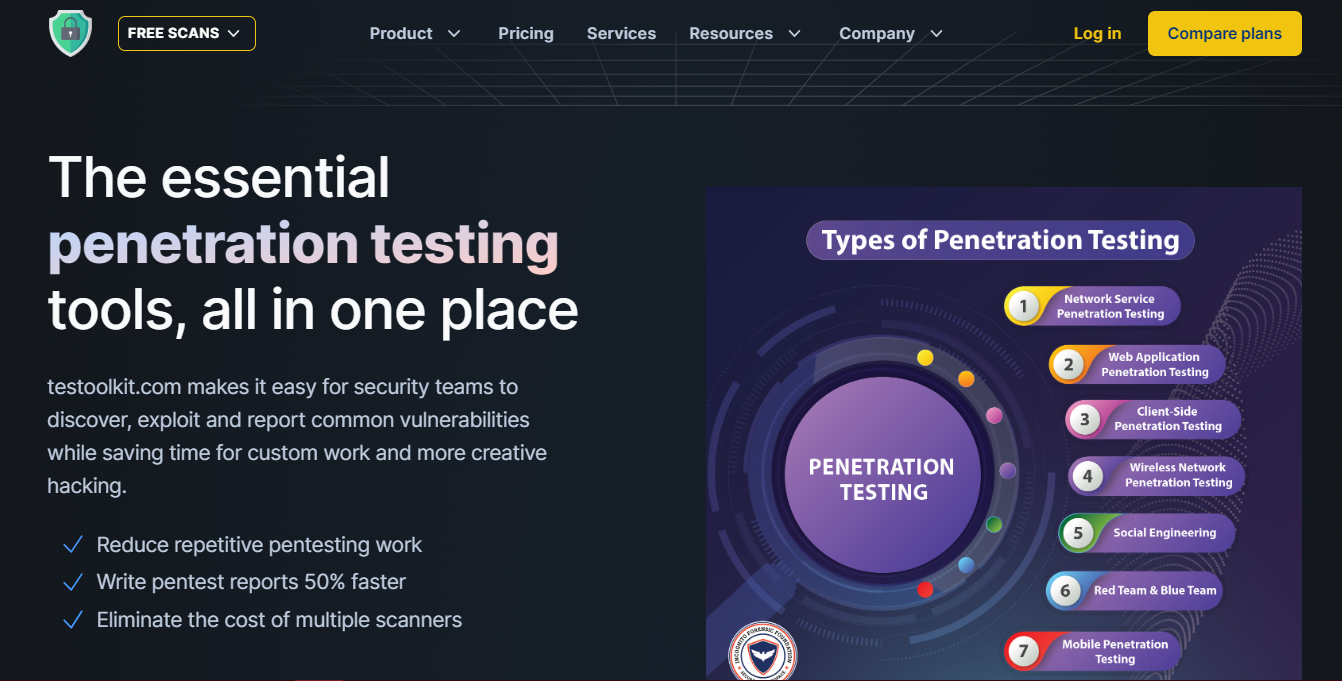 FREE SCANS
Product
Pricing
Services
Resources
Company
Log in
Compare plans
The essential
penetration testing
tools, all in one place
testoolkit.com makes it easy for security teams to
discover, exploit and report common vulnerabilities
while saving time for custom work and more creative
hacking.
Reduce repetitive pentesting work
Write pentest reports 50% faster
Eliminate the cost of multiple scanners
Types of Penetration Testing
PENETRATION
TESTING
1
Network Service
Penetration Testing
2
Web Application
Penetration Testing
3
Client-Side
Penetration Testing
4
Wireless Network
Penetration Testing
5
Social Engineering
6
Red Team & Blue Team
7
Mobile Penetration
Testing
INCOGNITO FORENSIC FOUNDATION